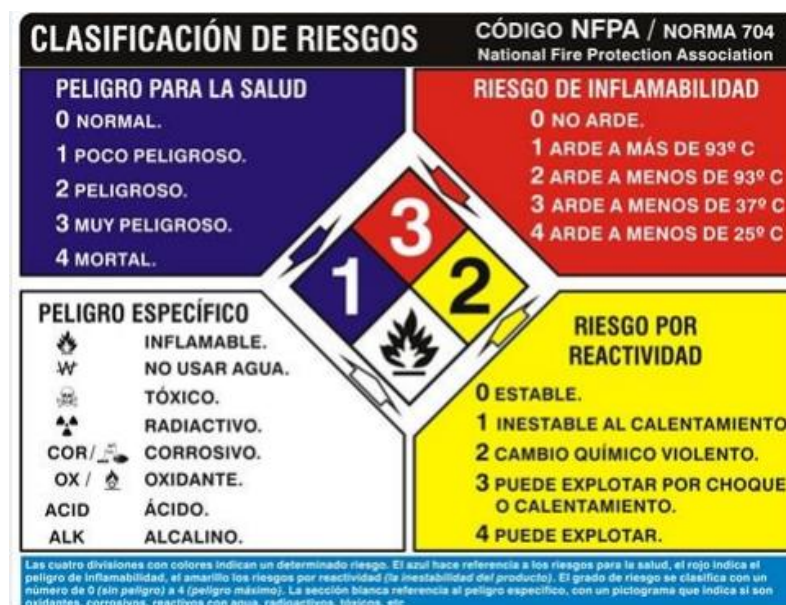 CLASIFICACIÓN DE RIESGOS
CÓDIGO NFPA / NORMA 704
National Fire Protection Association
PELIGRO PARA LA SALUD
0 NORMAL.
1 POCO PELIGROSO.
2 PELIGROSO.
3 MUY PELIGROSO.
4 MORTAL.
RIESGO DE INFLAMABILIDAD
0 NO ARDE.
1 ARDE A MÁS DE 93º C
2 ARDE A MENOS DE 93º C
3 ARDE A MENOS DE 37º C
4 ARDE A MENOS DE 25º C
3
1
2
PELIGRO ESPECÍFICO
INFLAMABLE.
W NO USAR AGUA.
TÓXICO.
RADIACTIVO.
COR/ CORROSIVO.
OX / OXIDANTE.
ACID ÁCIDO.
ALK ALCALINO.
RIESGO POR
REACTIVIDAD
0 ESTABLE.
1 INESTABLE AL CALENTAMIENTO
2 CAMBIO QUÍMICO VIOLENTO.
3 PUEDE EXPLOTAR POR CHOQUE
O CALENTAMIENTO.
4 PUEDE EXPLOTAR.
Las cuatro divisiones con colores indican un determinado riesgo. El azul hace referencia a los riesgos para la salud, el rojo indica el
peligro de inflamabilidad, el amarillo los riesgos por reactividad (la inestabilidad del producto). El grado de riesgo se clasifica con un
número de 0 (sin peligro) a 4 (peligro máximo). La sección blanca referencia al peligro específico, con un pictograma que indica si son
oxidantes, corrosivos, reactivos con agua, radioactivos, tóxicos, etc.